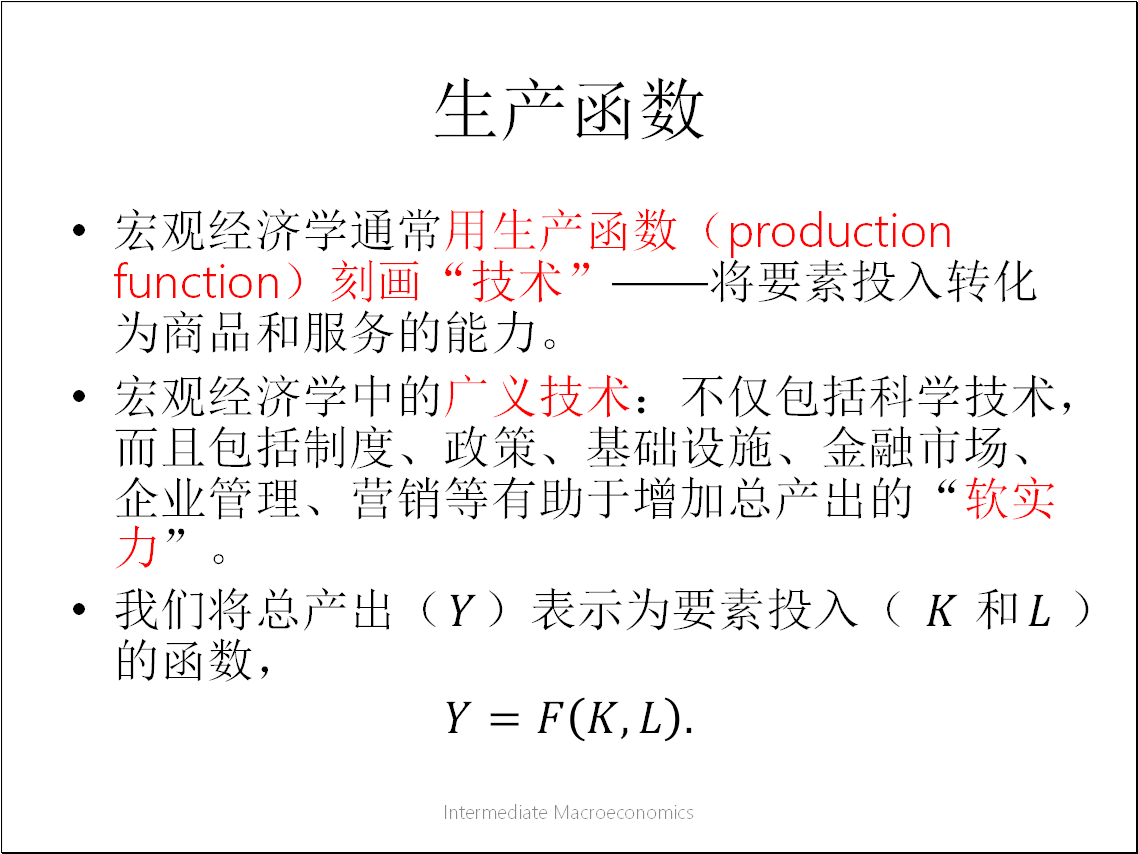 生产函数
• 宏观经济学通常用生产函数（production
function）刻画“技术”——将要素投入转化
为商品和服务的能力。
• 宏观经济学中的广义技术：不仅包括科学技术，
而且包括制度、政策、基础设施、金融市场、
企业管理、营销等有助于增加总产出的“软实
力”。
• 我们将总产出（Y）表示为要素投入（ K 和L ）
的函数，
Y = F(K, L).
Intermediate Macroeconomics